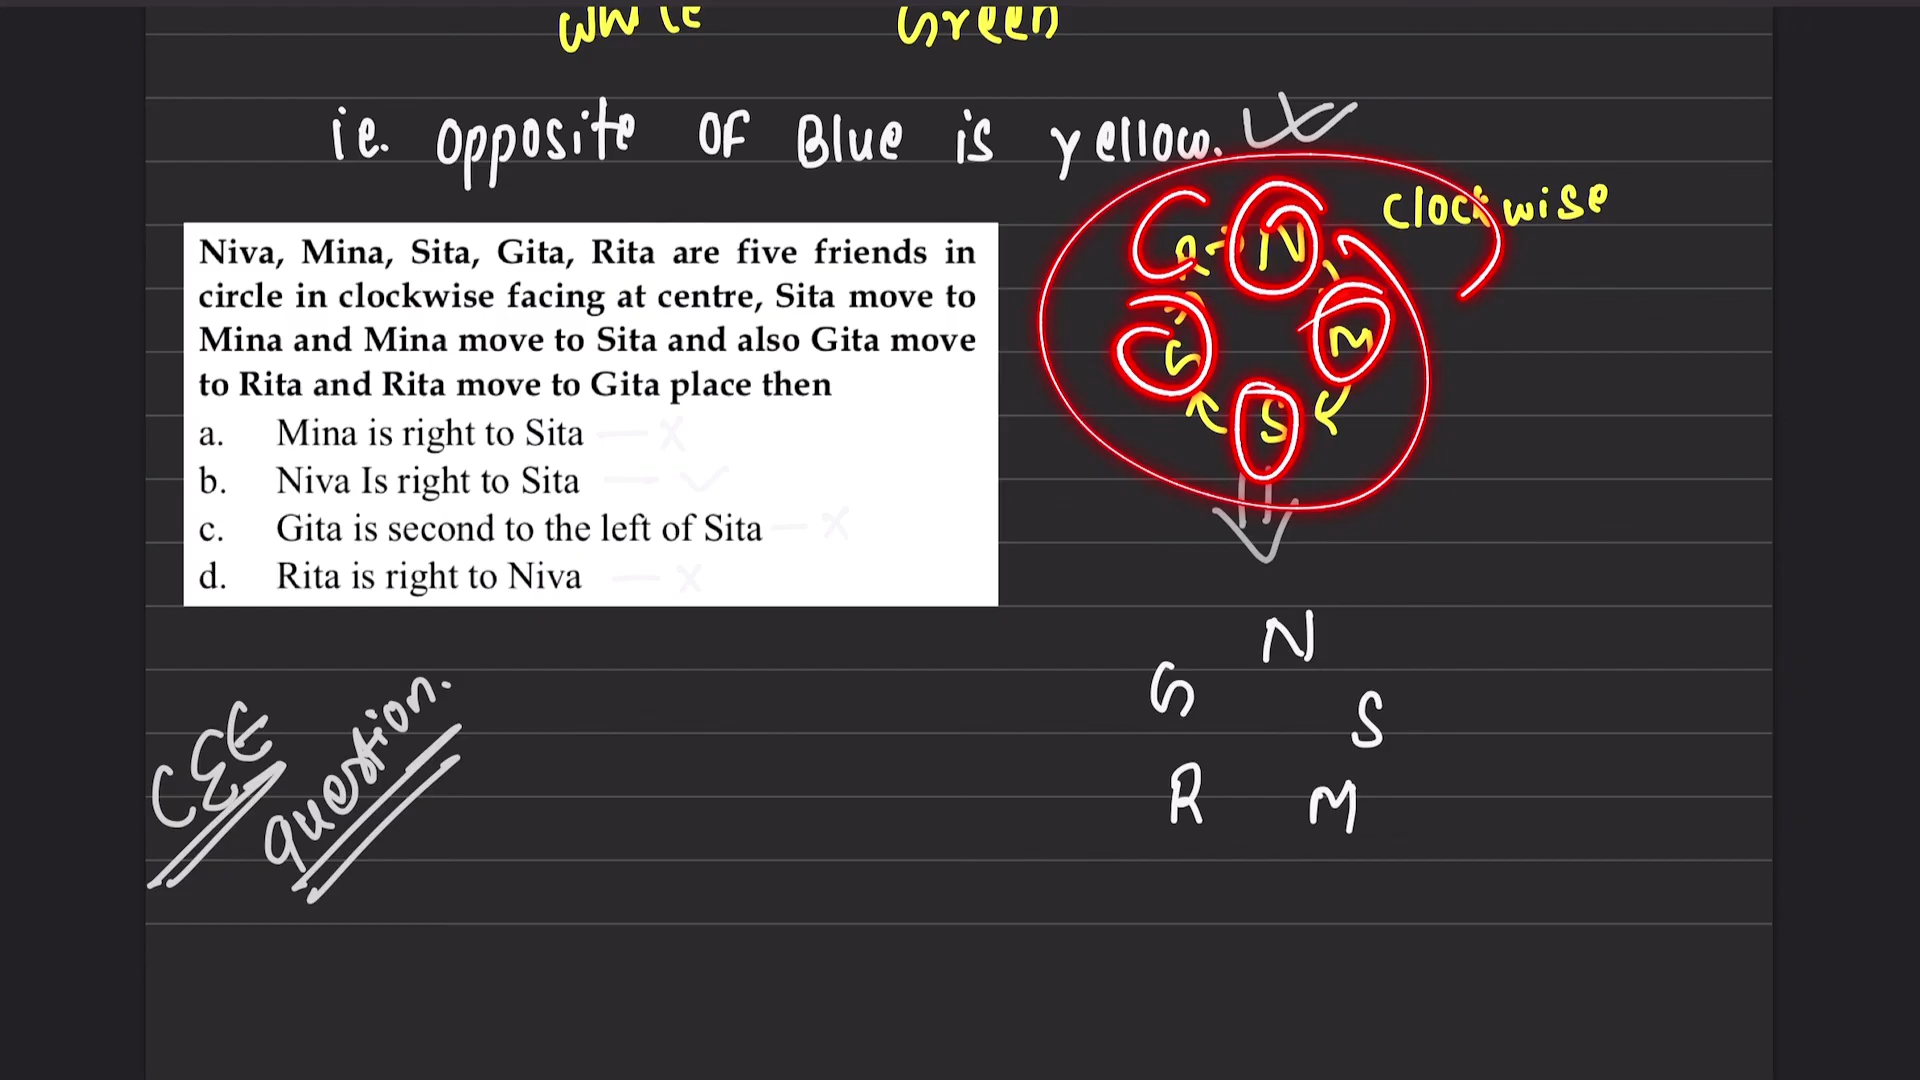 white Green
ie. opposite OF Blue is yellow.
clockwise
Niva, Mina, Sita, Gita, Rita are five friends in
circle in clockwise facing at centre, Sita move to
Mina and Mina move to Sita and also Gita move
to Rita and Rita move to Gita place then
a. Mina is right to Sita — x
b. Niva Is right to Sita —
c. Gita is second to the left of Sita — x
d. Rita is right to Niva — x
R N
G M
S
N
G S
R M
CEE
question.